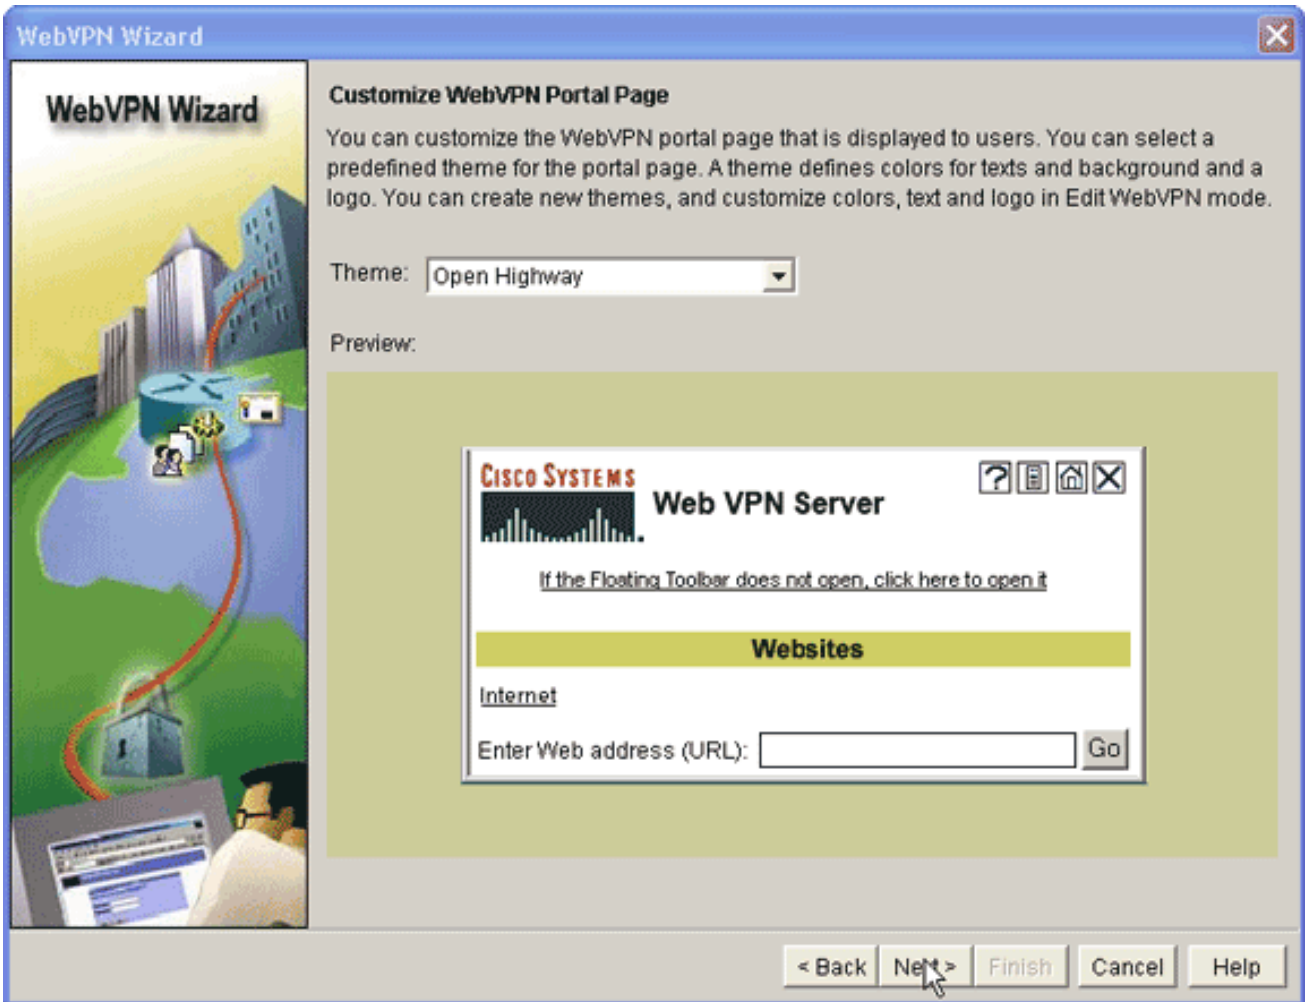 WebVPN Wizard
WebVPN Wizard
Customize WebVPN Portal Page
You can customize the WebVPN portal page that is displayed to users. You can select a
predefined theme for the portal page. A theme defines colors for texts and background and a
logo. You can create new themes, and customize colors, text and logo in Edit WebVPN mode.
Theme: Open Highway
Preview:
CISCO SYSTEMS
Web VPN Server
If the Floating Toolbar does not open, click here to open it
Websites
Internet
Enter Web address (URL): Go
< Back Next > Finish Cancel Help